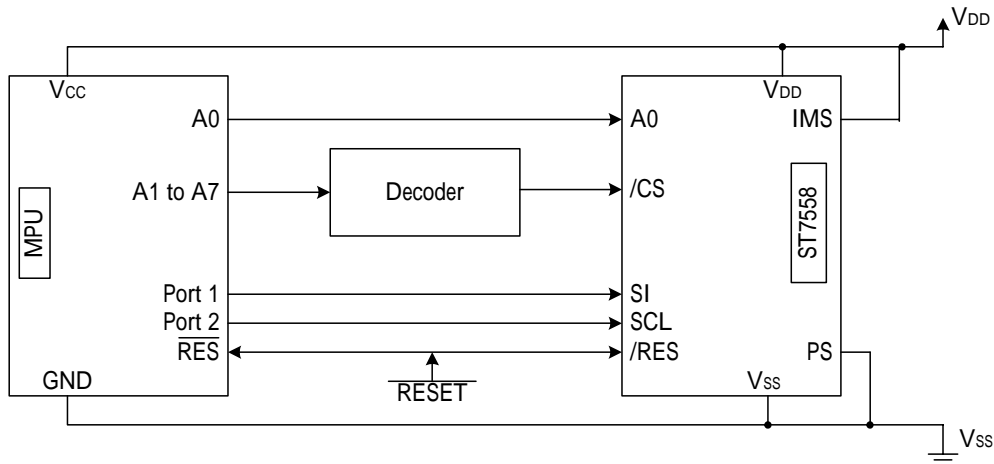 VDD
VCC
VDD
A0
A0
IMS
A1 to A7
Decoder
/CS
MPU
ST7558
Port 1
SI
Port 2
SCL
RES
/RES
PS
GND
RESET
VSS
VSS